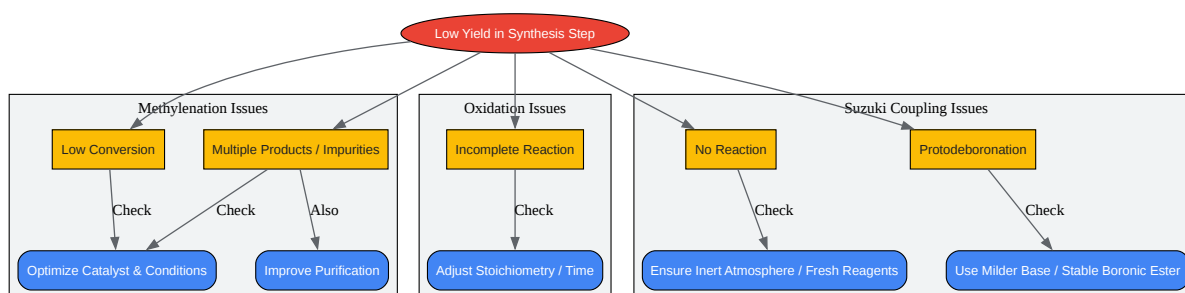 Low Yield in Synthesis Step
Methylenation Issues
Oxidation Issues
Suzuki Coupling Issues
Low Conversion
Multiple Products / Impurities
Incomplete Reaction
No Reaction
Protodeboronation
Check
Check
Also
Check
Check
Check
Optimize Catalyst & Conditions
Improve Purification
Adjust Stoichiometry / Time
Ensure Inert Atmosphere / Fresh Reagents
Use Milder Base / Stable Boronic Ester